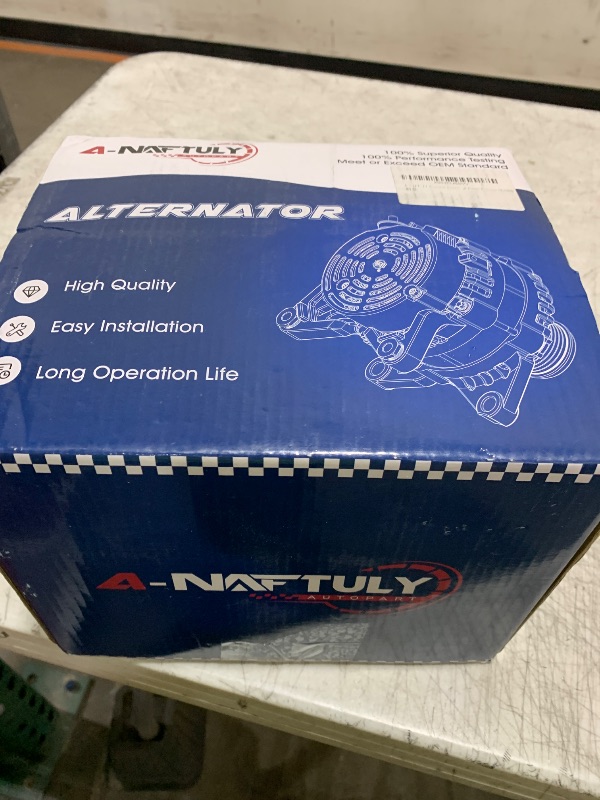 A-NAFTULY
AUTOPART
100% Superior Quality
100% Performance Testing
Meet or Exceed OEM Standard
ALTERNATOR
High Quality
Easy Installation
Long Operation Life
A-NAFTULY
AUTOPART